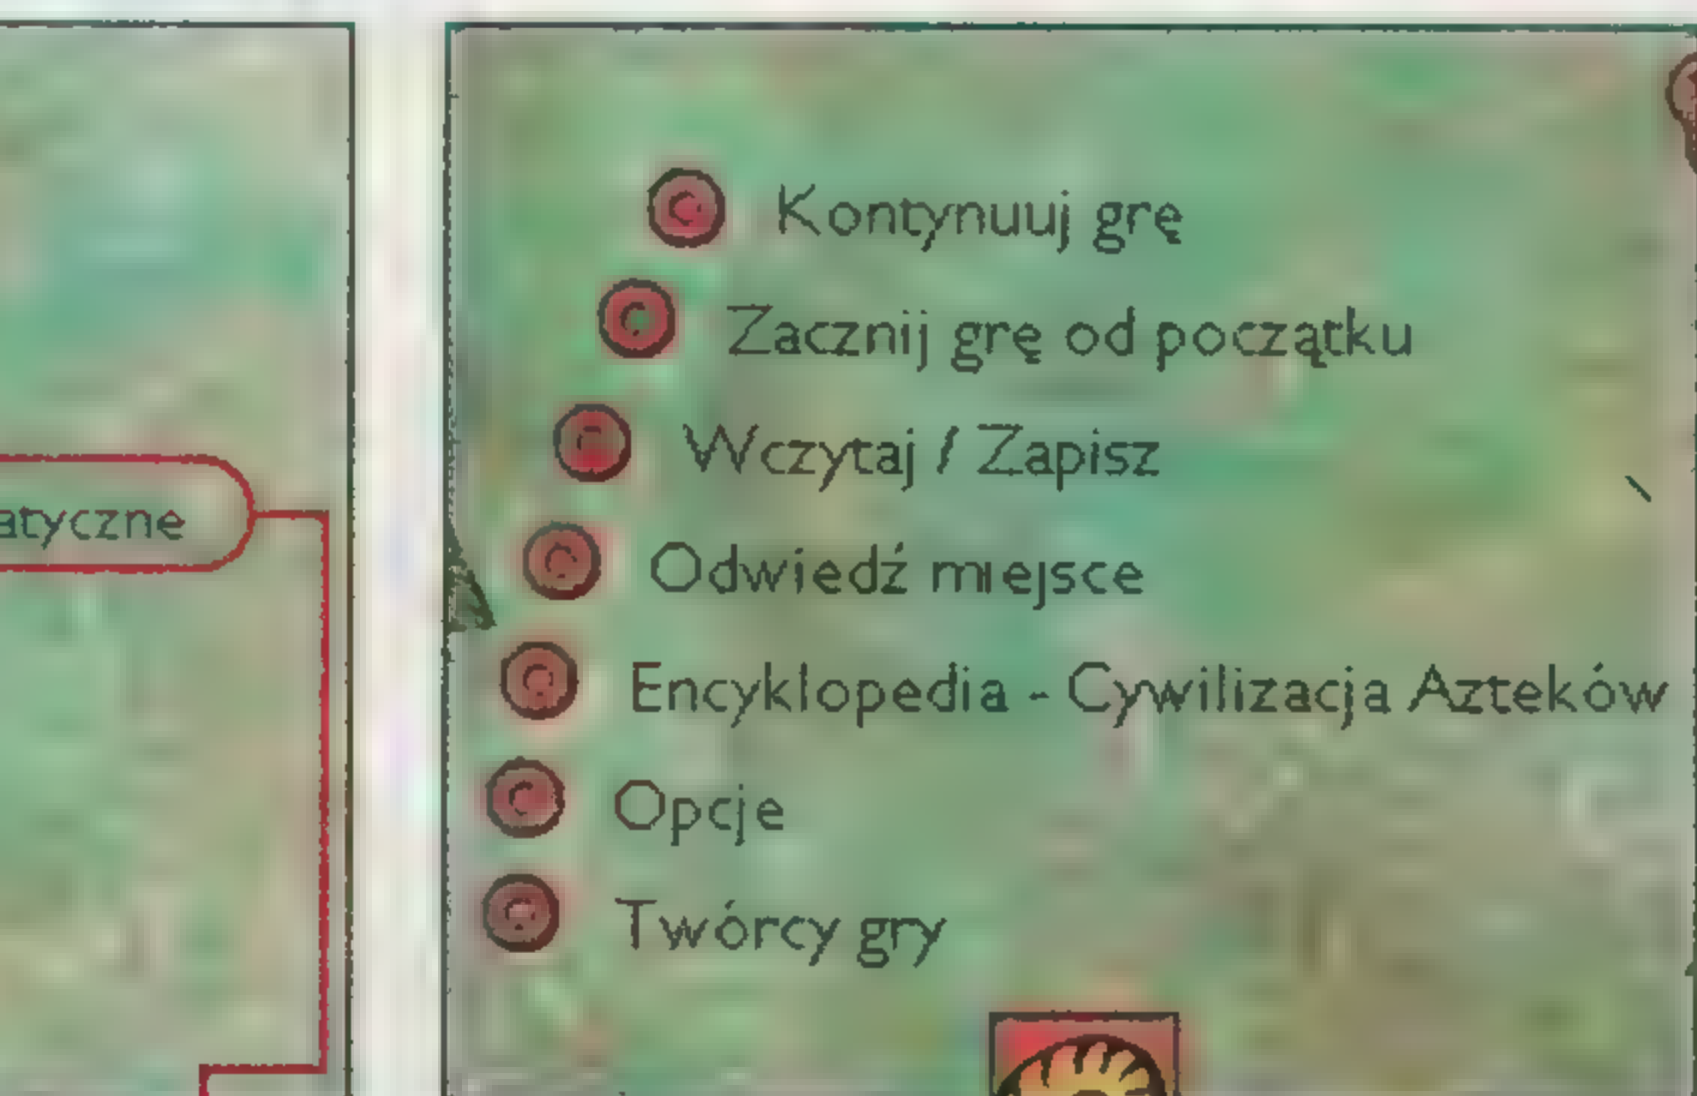 Kontynuuj grę
Zacznij grę od początku
Wczytaj / Zapisz
atyczne
Odwiedź miejsce
Encyklopedia - Cywilizacja Azteków
Opcje
Twórcy gry